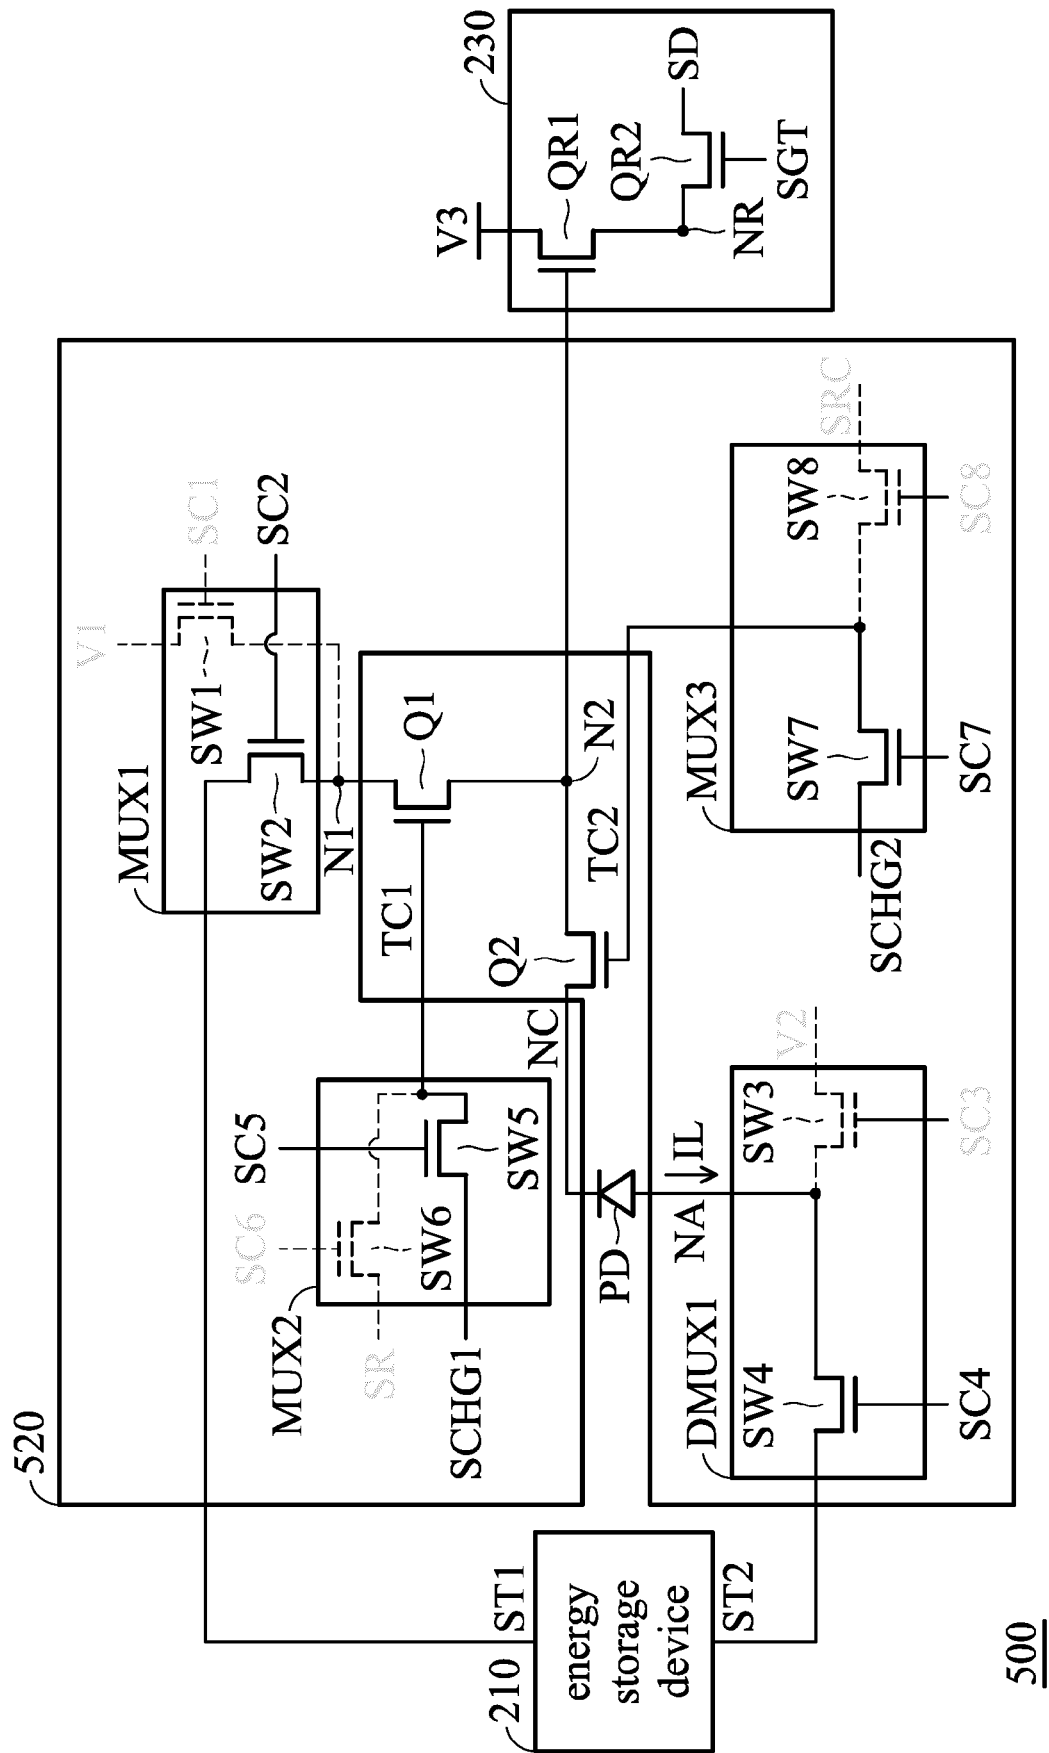 520
MUX1
V1
SC1
SW1
SC2
SW2
N1
230
V3
QR1
QR2
SD
SGT
NR
SC6
SC5
SW6
SW5
MUX2
SR
SCHG1
TC1
Q1
N2
Q2
NC
TC2
ST1
210
energy
storage
device
ST2
PD
NA
IL
DMUX1
SW4
SC4
SW3
V2
SC3
MUX3
SW7
SCHG2
SC7
SW8
SRC
SC8
500